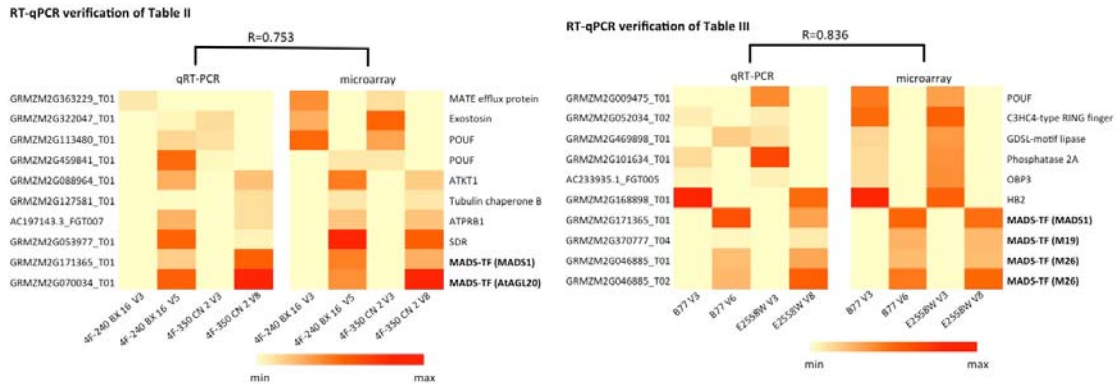 RT-qPCR verification of Table II
R=0.753
qRT-PCR microarray
GRMZM2G363229_T01 MATE efflux protein
GRMZM2G322047_T01 Exostosin
GRMZM2G113480_T01 POUF
GRMZM2G459841_T01 POUF
GRMZM2G088964_T01 ATKT1
GRMZM2G127581_T01 Tubulin chaperone B
AC197143.3_FGT007 ATPRB1
GRMZM2G053977_T01 SDR
GRMZM2G171365_T01 MADS-TF (MADS1)
GRMZM2G070034_T01 MADS-TF (AtAGL20)
4F-240 BX 16 V3 4F-240 BX 16 V5 4F-350 CN 2 V3 4F-350 CN 2 V8 4F-240 BX 16 V3 4F-240 BX 16 V5 4F-350 CN 2 V3 4F-350 CN 2 V8
min max
RT-qPCR verification of Table III
R=0.836
qRT-PCR microarray
GRMZM2G009475_T01 POUF
GRMZM2G052034_T02 C3HC4-type RING finger
GRMZM2G469898_T01 GDSL-motif lipase
GRMZM2G101634_T01 Phosphatase 2A
AC233935.1_FGT005 OBP3
GRMZM2G168898_T01 HB2
GRMZM2G171365_T01 MADS-TF (MADS1)
GRMZM2G370777_T04 MADS-TF (M19)
GRMZM2G046885_T01 MADS-TF (M26)
GRMZM2G046885_T02 MADS-TF (M26)
B77 V3 B77 V6 E2558W V3 E2558W V8 B77 V3 B77 V6 E2558W V3 E2558W V8
min max